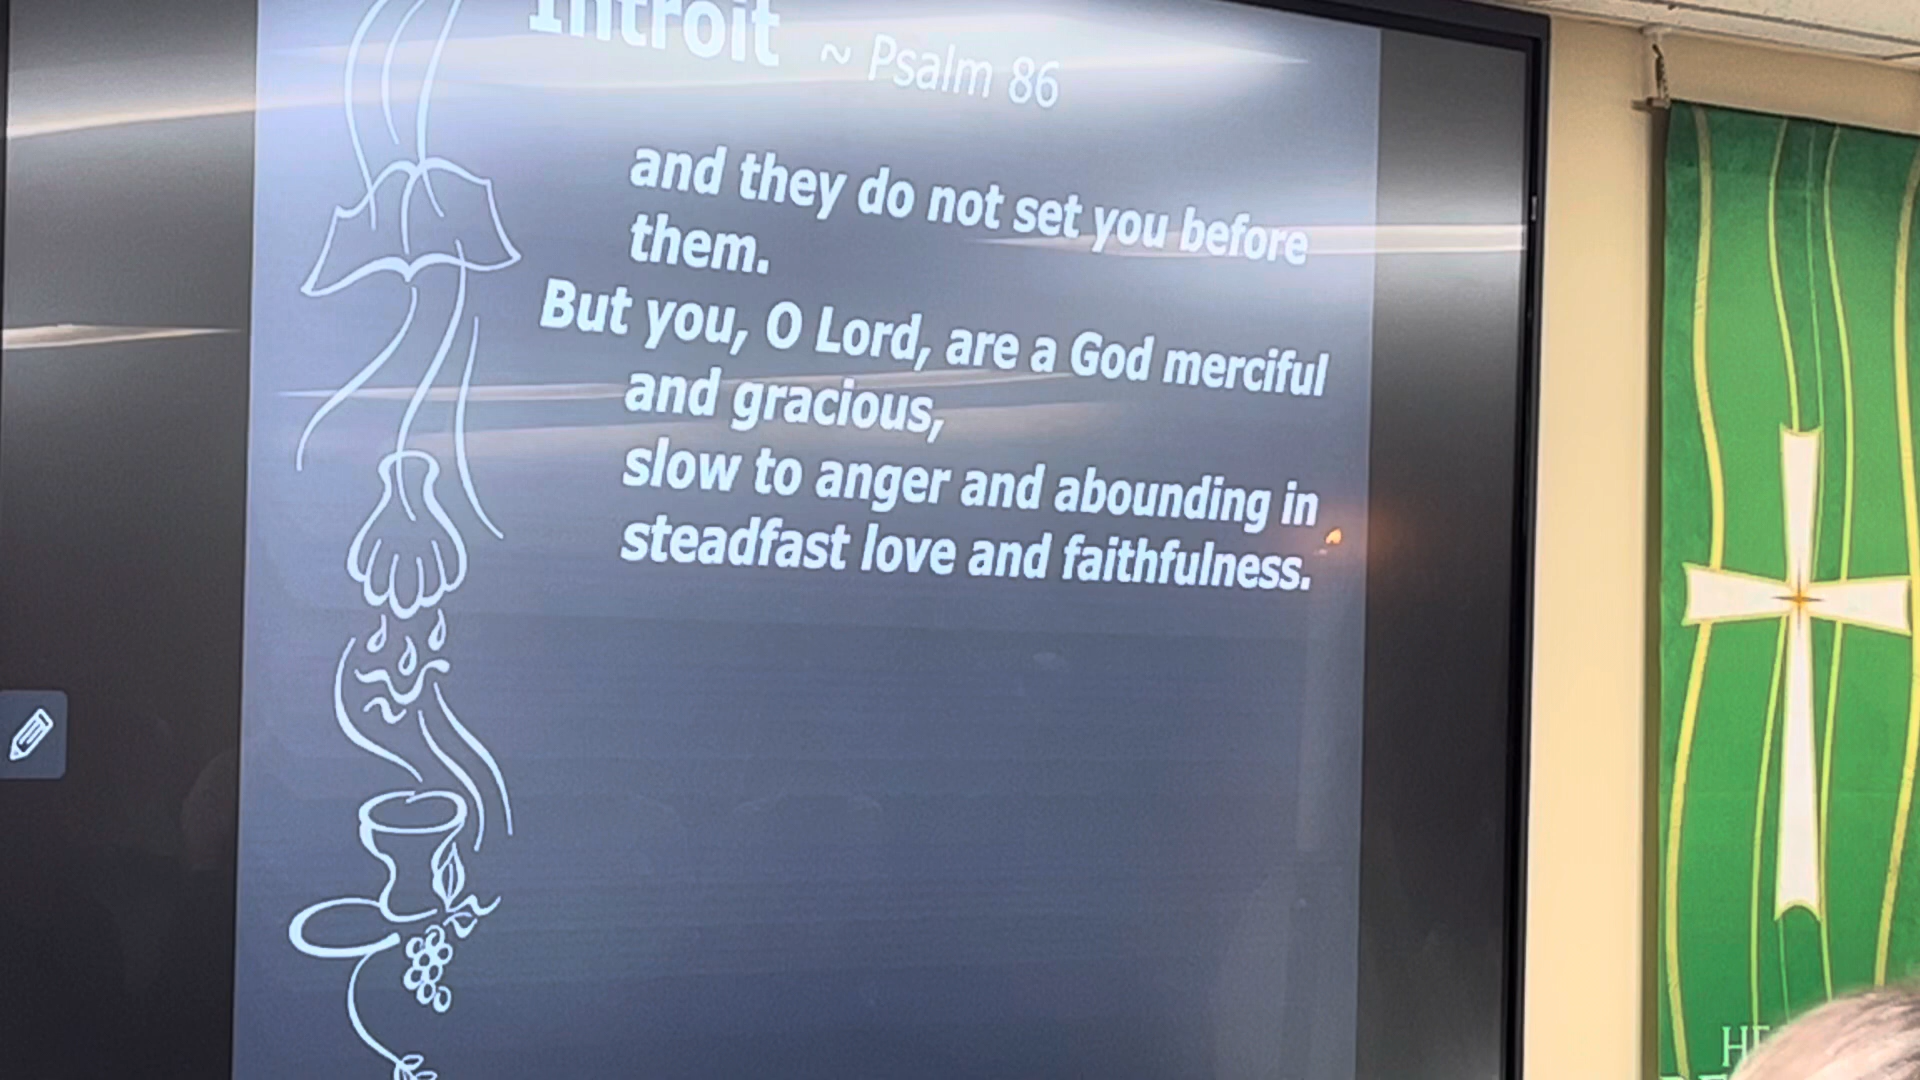 Introit ~ Psalm 86
and they do not set you before
them.
But you, O Lord, are a God merciful
and gracious,
slow to anger and abounding in
steadfast love and faithfulness.